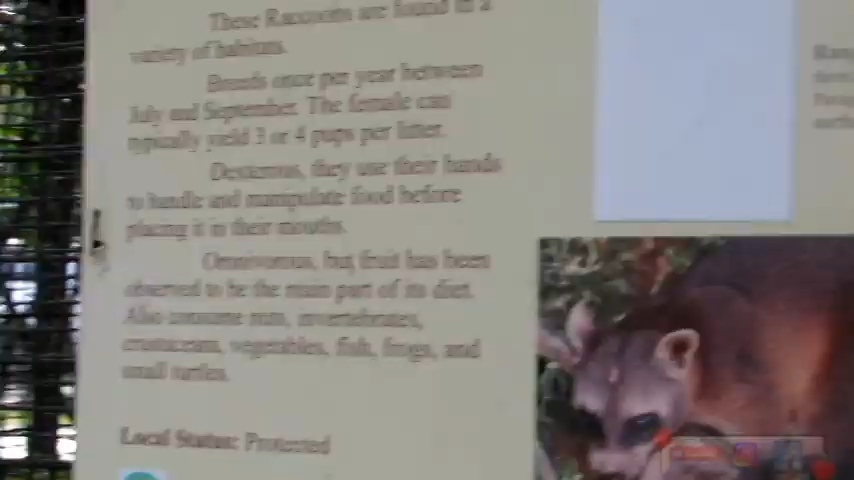 These Raccoons are found in a
variety of habitats.
Breeds once per year between
July and September. The female can
typically yield 3 or 4 pups per litter.
Dexterous, they use their hands
to handle and manipulate food before
placing it in their mouths.
Omnivorous, but fruit has been
observed to be the main part of its diet.
Also consume nuts, invertebrates,
crustacean, vegetables, fish, frogs, and
small turtles.
Local Status: Protected